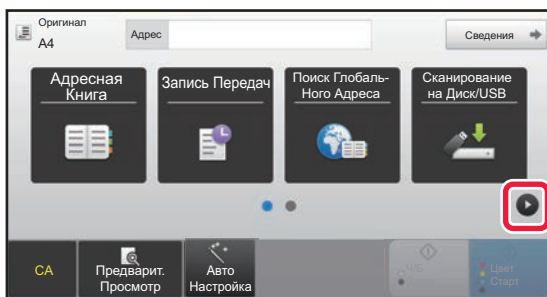 Оригинал
A4
Адрес
Сведения
Адресная
Книга
Запись Передач
Поиск Глобаль-
Ного Адреса
Сканирование
на Диск/USB
CA
Предварит.
Просмотр
Авто
Настройка
Ч/Б
Старт
Цвет
Старт